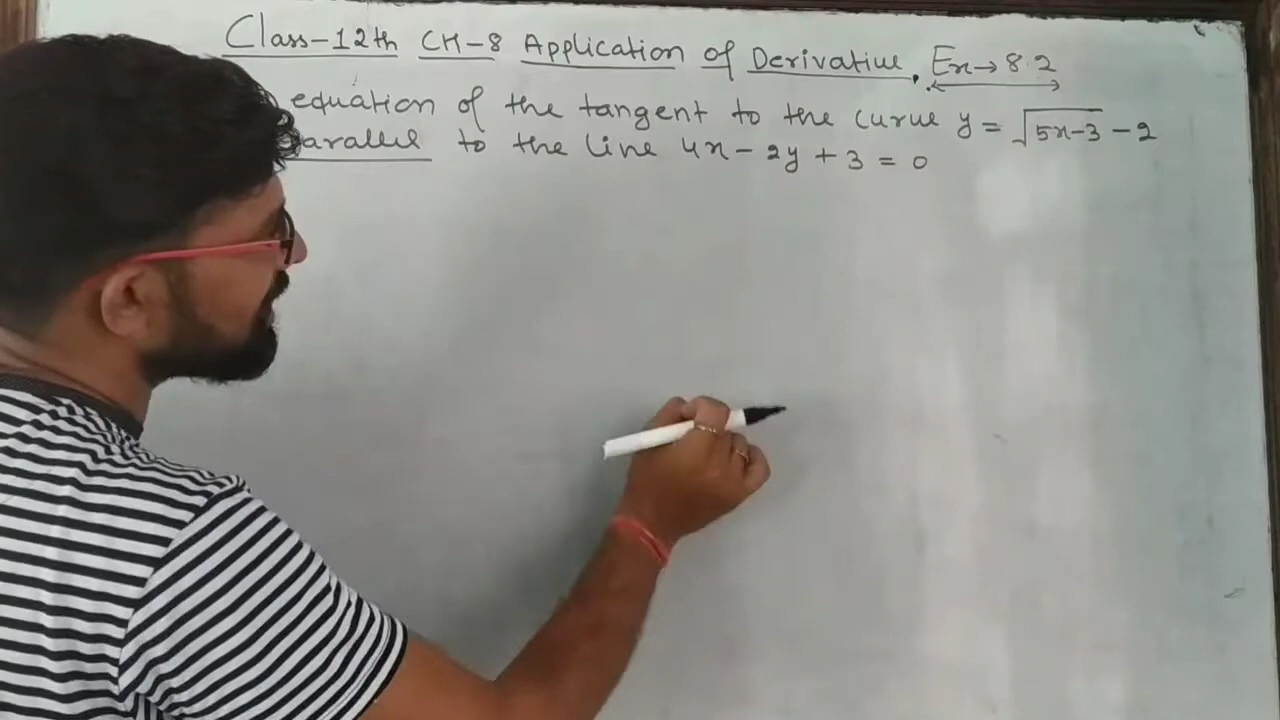 Class-12th CH-8 Application of Derivative, Ex→8.2
equation of the tangent to the curve y = √5x-3 - 2
parallel to the line 4x - 2y + 3 = 0